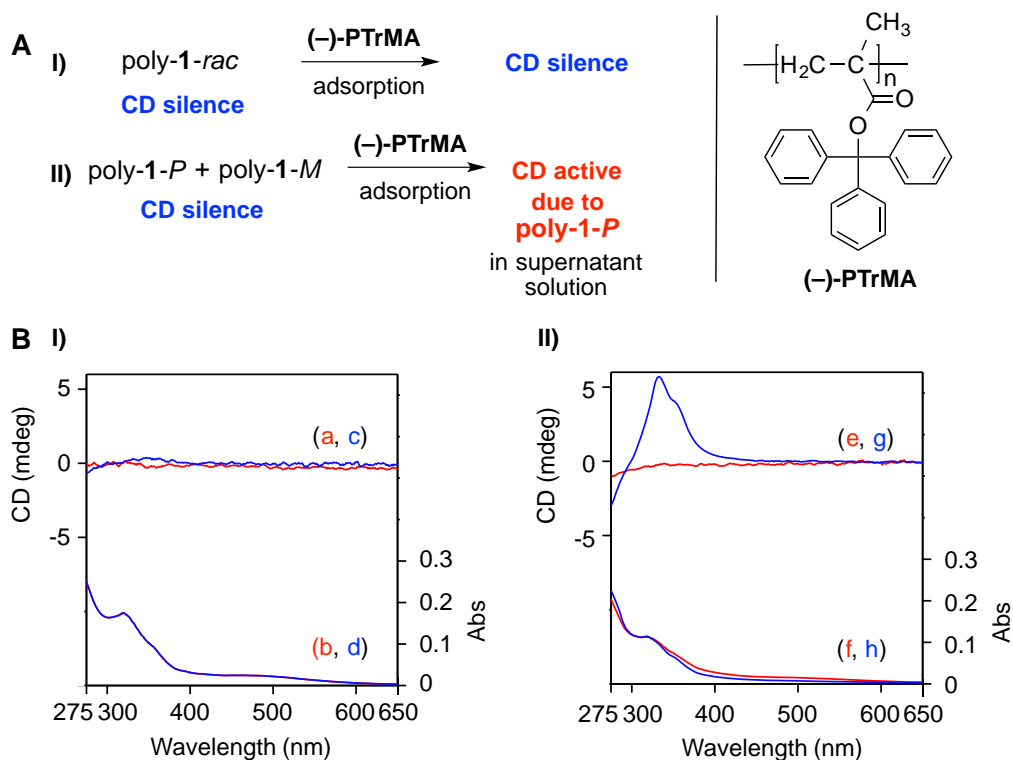 A
I)
poly-1-rac
(–)-PTrMA
adsorption
CD silence
CD silence
II)
poly-1-P + poly-1-M
(–)-PTrMA
adsorption
CD silence
CD active
due to
poly-1-P
in supernatant
solution
CH3
H2C
C
n
O
O
(–)-PTrMA
B
I)
5
0
-5
CD (mdeg)
(a, c)
(b, d)
0.3
0.2
0.1
0
Abs
275 300 400 500 600 650
Wavelength (nm)
II)
5
0
-5
CD (mdeg)
(e, g)
(f, h)
0.3
0.2
0.1
0
Abs
275 300 400 500 600 650
Wavelength (nm)